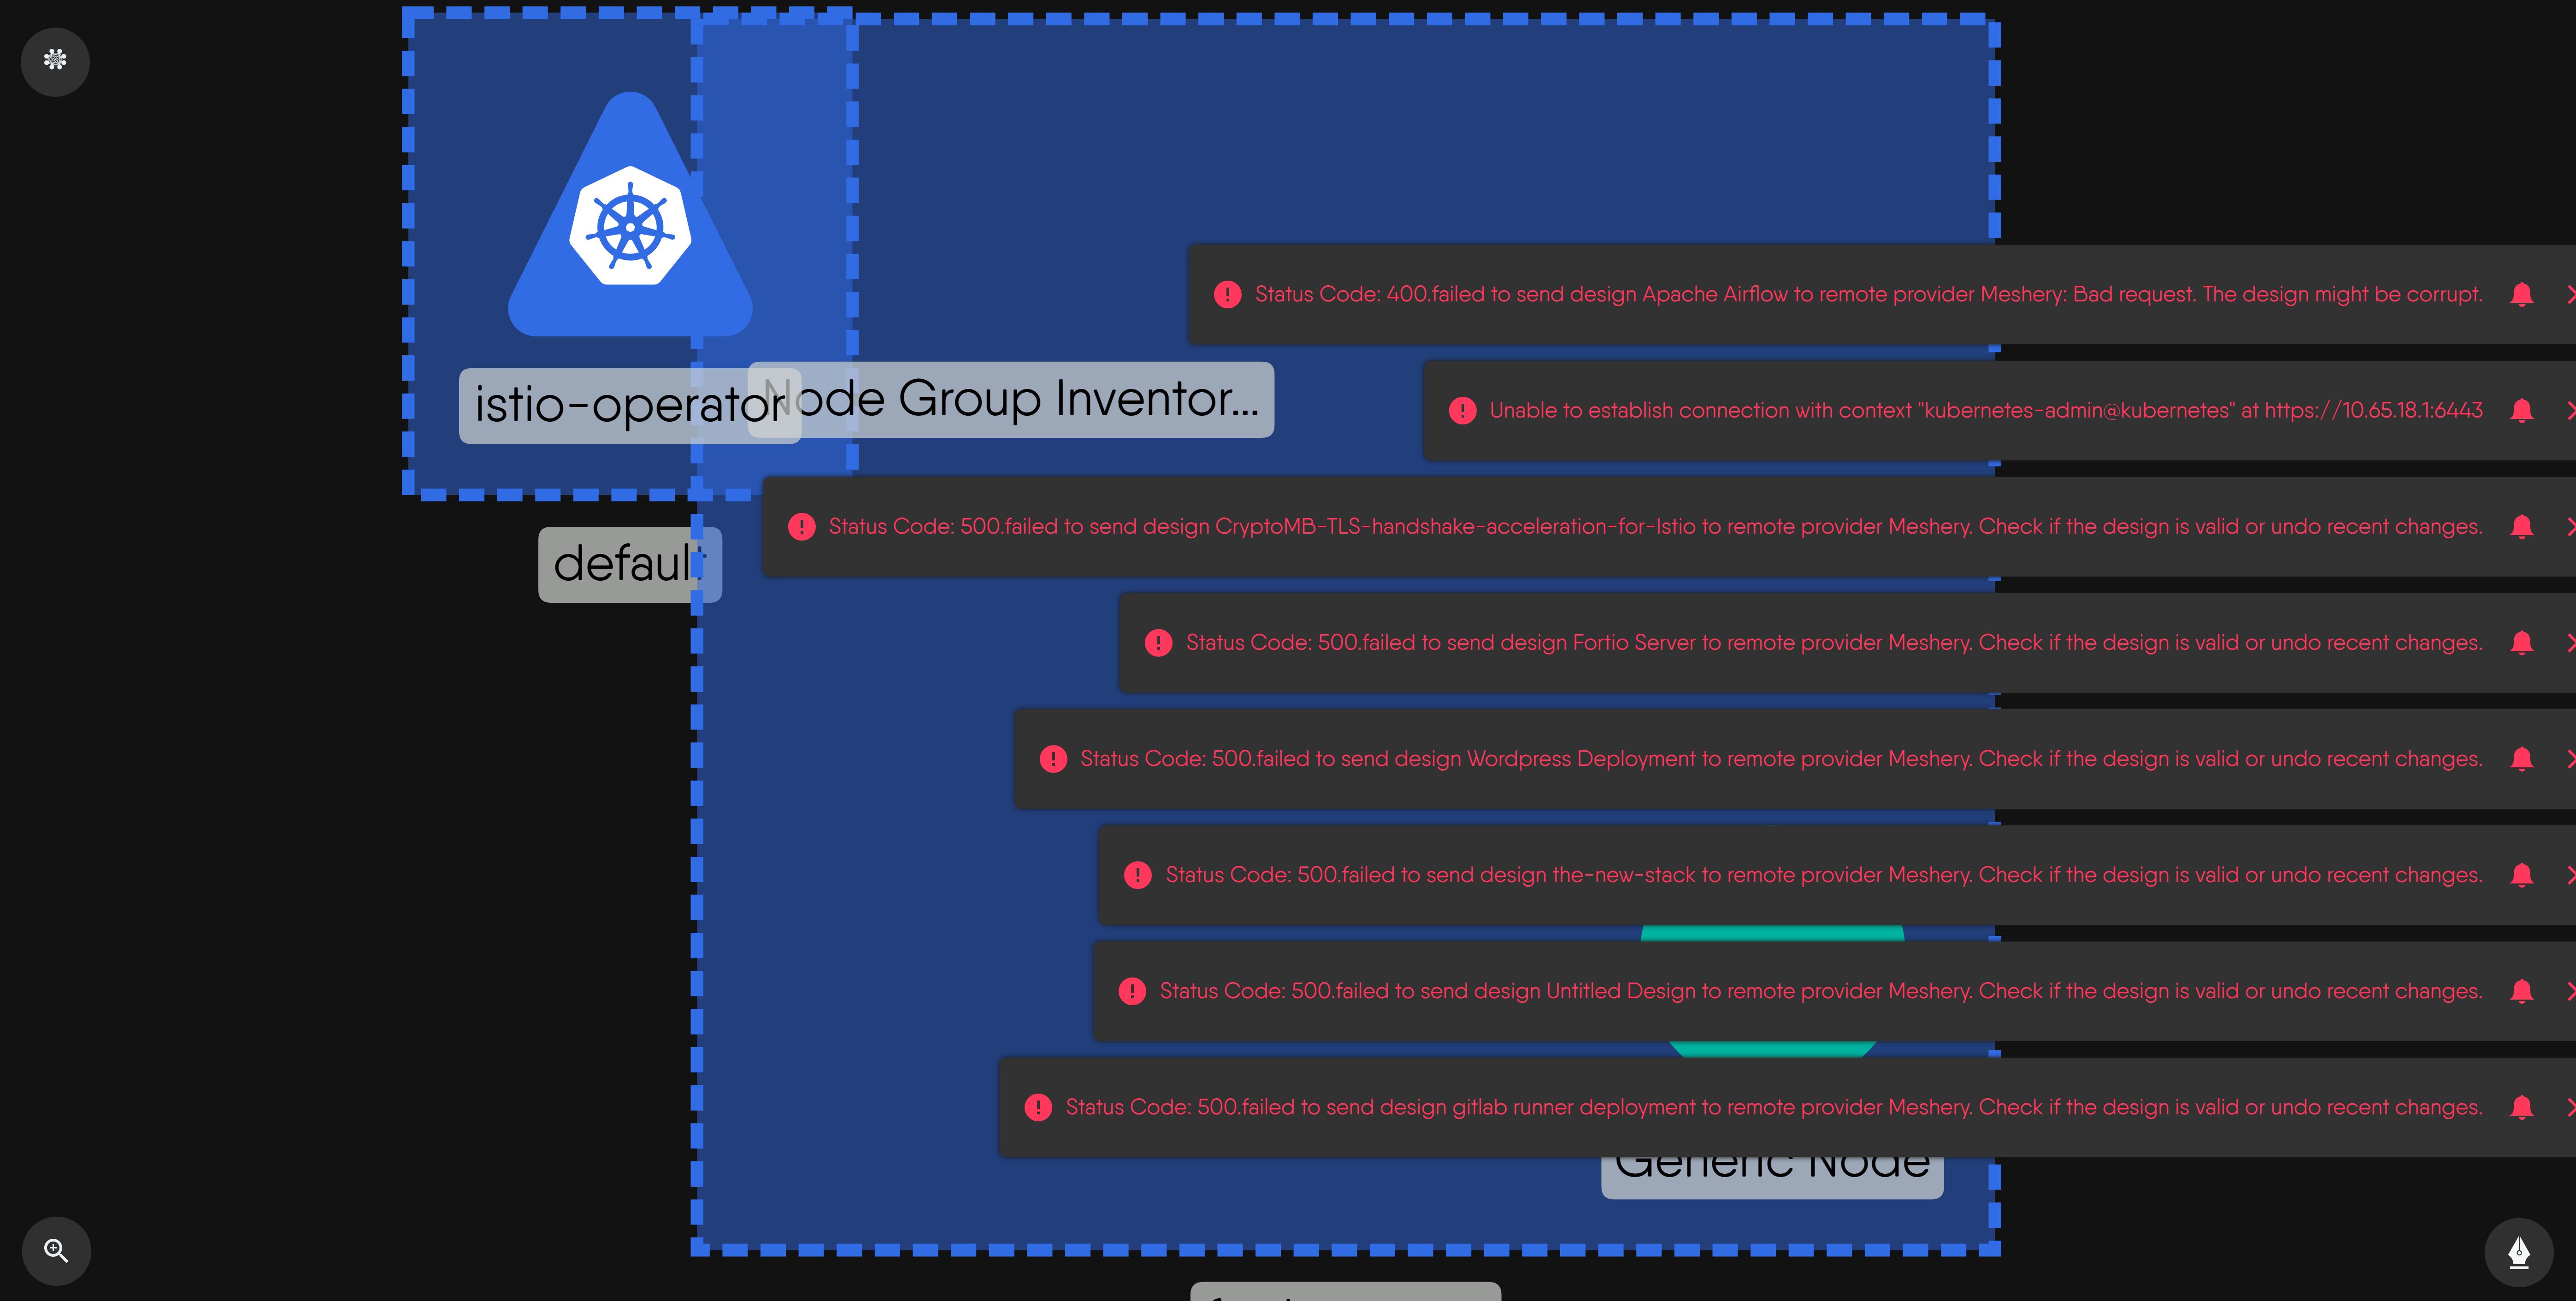 Status Code: 400.failed to send design Apache Airflow to remote provider Meshery: Bad request. The design might be corrupt.
istio-operator
Node Group Inventor...
Unable to establish connection with context "kubernetes-admin@kubernetes" at https://10.65.18.1:6443
Status Code: 500.failed to send design CryptoMB-TLS-handshake-acceleration-for-Istio to remote provider Meshery. Check if the design is valid or undo recent changes.
default
Status Code: 500.failed to send design Fortio Server to remote provider Meshery. Check if the design is valid or undo recent changes.
Status Code: 500.failed to send design Wordpress Deployment to remote provider Meshery. Check if the design is valid or undo recent changes.
Status Code: 500.failed to send design the-new-stack to remote provider Meshery. Check if the design is valid or undo recent changes.
Status Code: 500.failed to send design Untitled Design to remote provider Meshery. Check if the design is valid or undo recent changes.
Status Code: 500.failed to send design gitlab runner deployment to remote provider Meshery. Check if the design is valid or undo recent changes.
Generic Node